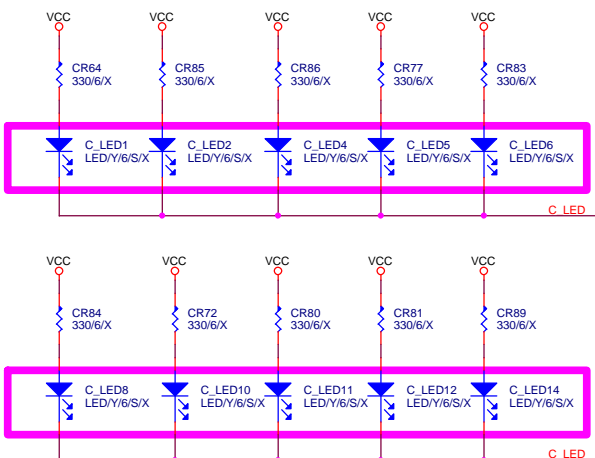 VCC VCC VCC VCC VCC
CR64 CR85 CR86 CR77 CR83
330/6/X 330/6/X 330/6/X 330/6/X 330/6/X
C_LED1 C_LED2 C_LED4 C_LED5 C_LED6
LED/Y/6/S/X LED/Y/6/S/X LED/Y/6/S/X LED/Y/6/S/X LED/Y/6/S/X
C_LED
VCC VCC VCC VCC VCC
CR84 CR72 CR80 CR81 CR89
330/6/X 330/6/X 330/6/X 330/6/X 330/6/X
C_LED8 C_LED10 C_LED11 C_LED12 C_LED14
LED/Y/6/S/X LED/Y/6/S/X LED/Y/6/S/X LED/Y/6/S/X LED/Y/6/S/X
C_LED